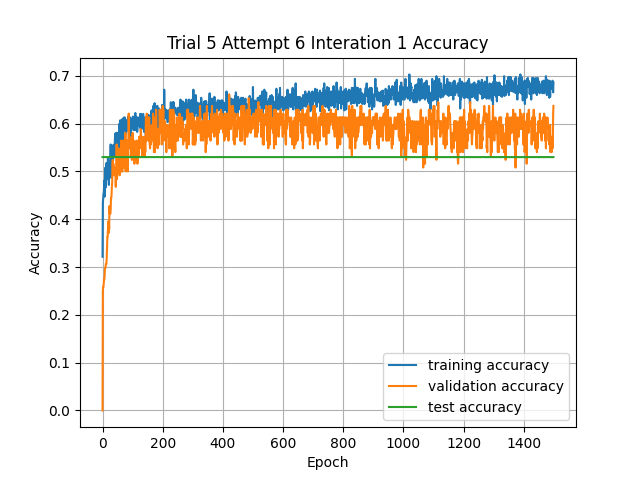 Trial 5 Attempt 6 Interation 1 Accuracy
0.7
0.6
0.5
0.4
0.3
0.2
0.1
0.0
Accuracy
0 200 400 600 800 1000 1200 1400
Epoch
training accuracy
validation accuracy
test accuracy